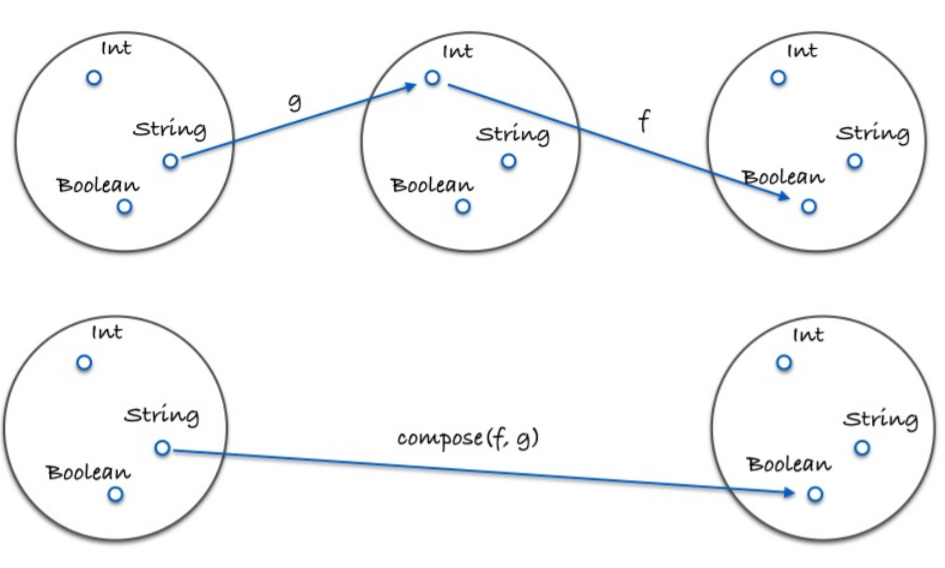 Int
String
Boolean
g
Int
String
Boolean
f
Int
String
Boolean
Int
String
Boolean
compose(f, g)
Int
String
Boolean